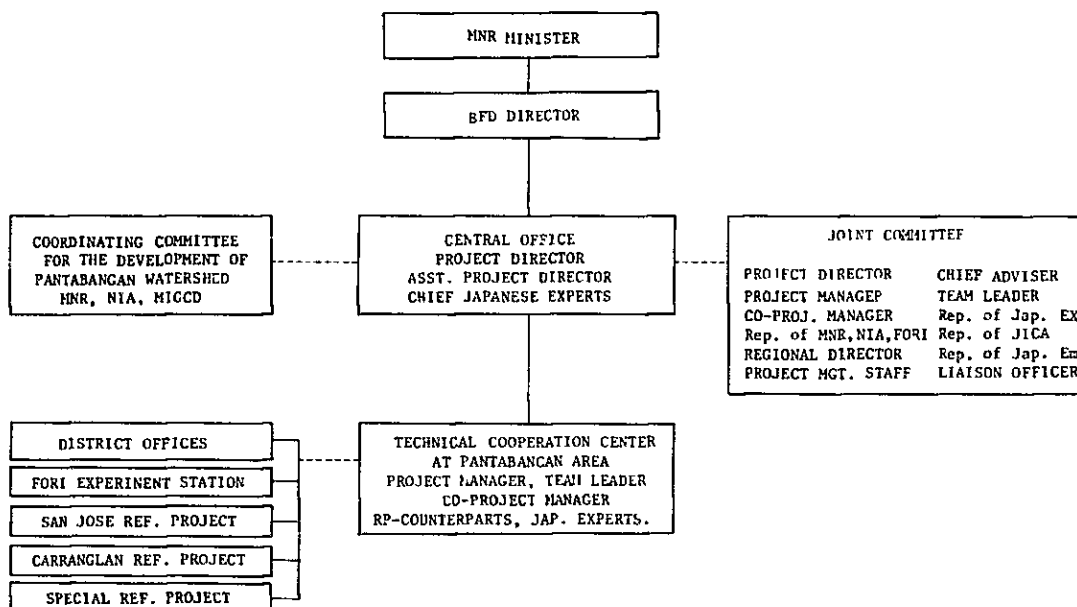 MNR MINISTER
BFD DIRECTOR
COORDINATING COMMITTEE
FOR THE DEVELOPMENT OF
PANTABANGAN WATERSHED
MNR, NIA, MIGCD
CENTRAL OFFICE
PROJECT DIRECTOR
ASST. PROJECT DIRECTOR
CHIEF JAPANESE EXPERTS
JOINT COMMITTEE
PROJECT DIRECTOR CHIEF ADVISER
PROJECT MANAGER TEAM LEADER
CO-PROJ. MANAGER Rep. of Jap. EX
Rep. of MNR,NIA,FORI Rep. of JICA
REGIONAL DIRECTOR Rep. of Jap. Em
PROJECT MGT. STAFF LIAISON OFFICER
DISTRICT OFFICES
FORI EXPERINENT STATION
SAN JOSE REF. PROJECT
CARRANGLAN REF. PROJECT
SPECIAL REF. PROJECT
TECHNICAL COOPERATION CENTER
AT PANTABANGAN AREA
PROJECT MANAGER, TEAM LEADER
CO-PROJECT MANAGER
RP-COUNTERPARTS, JAP. EXPERTS.